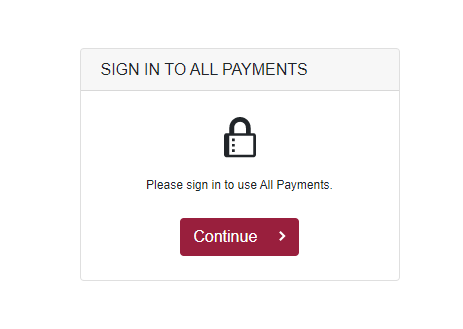 SIGN IN TO ALL PAYMENTS
Please sign in to use All Payments.
Continue